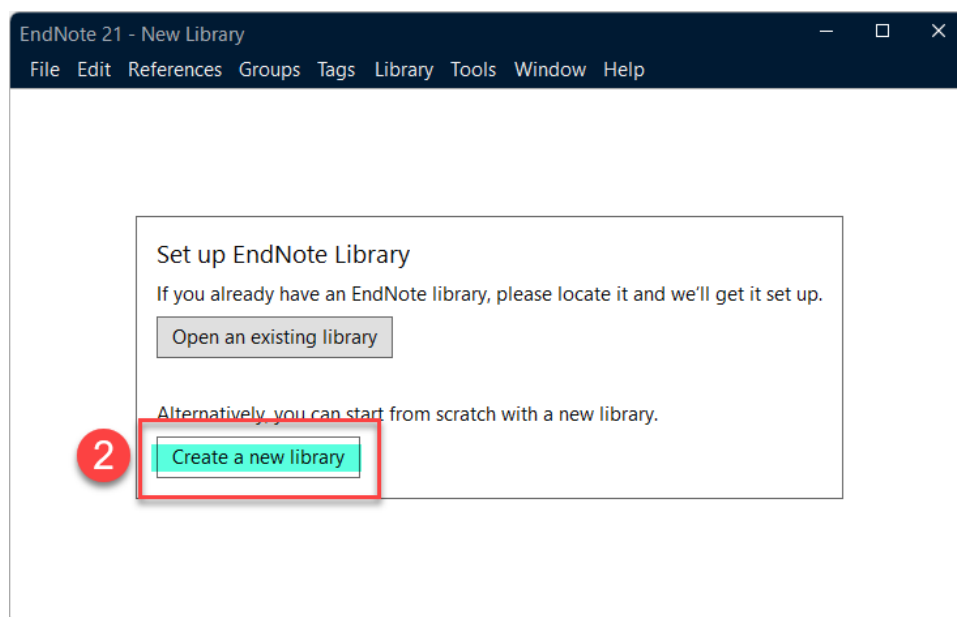 EndNote 21 - New Library
File Edit References Groups Tags Library Tools Window Help
Set up EndNote Library
If you already have an EndNote library, please locate it and we'll get it set up.
Open an existing library
Alternatively, you can start from scratch with a new library.
2
Create a new library